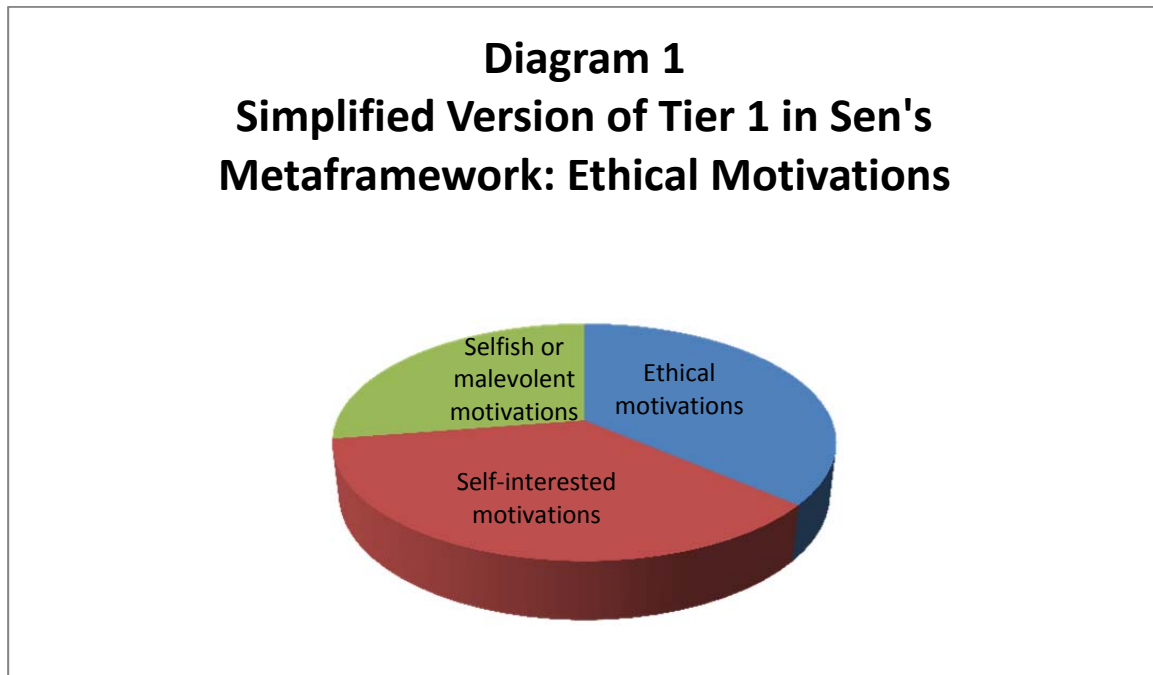 Diagram 1
Simplified Version of Tier 1 in Sen's
Metaframework: Ethical Motivations
Selfish or
malevolent
motivations
Ethical
motivations
Self-interested
motivations